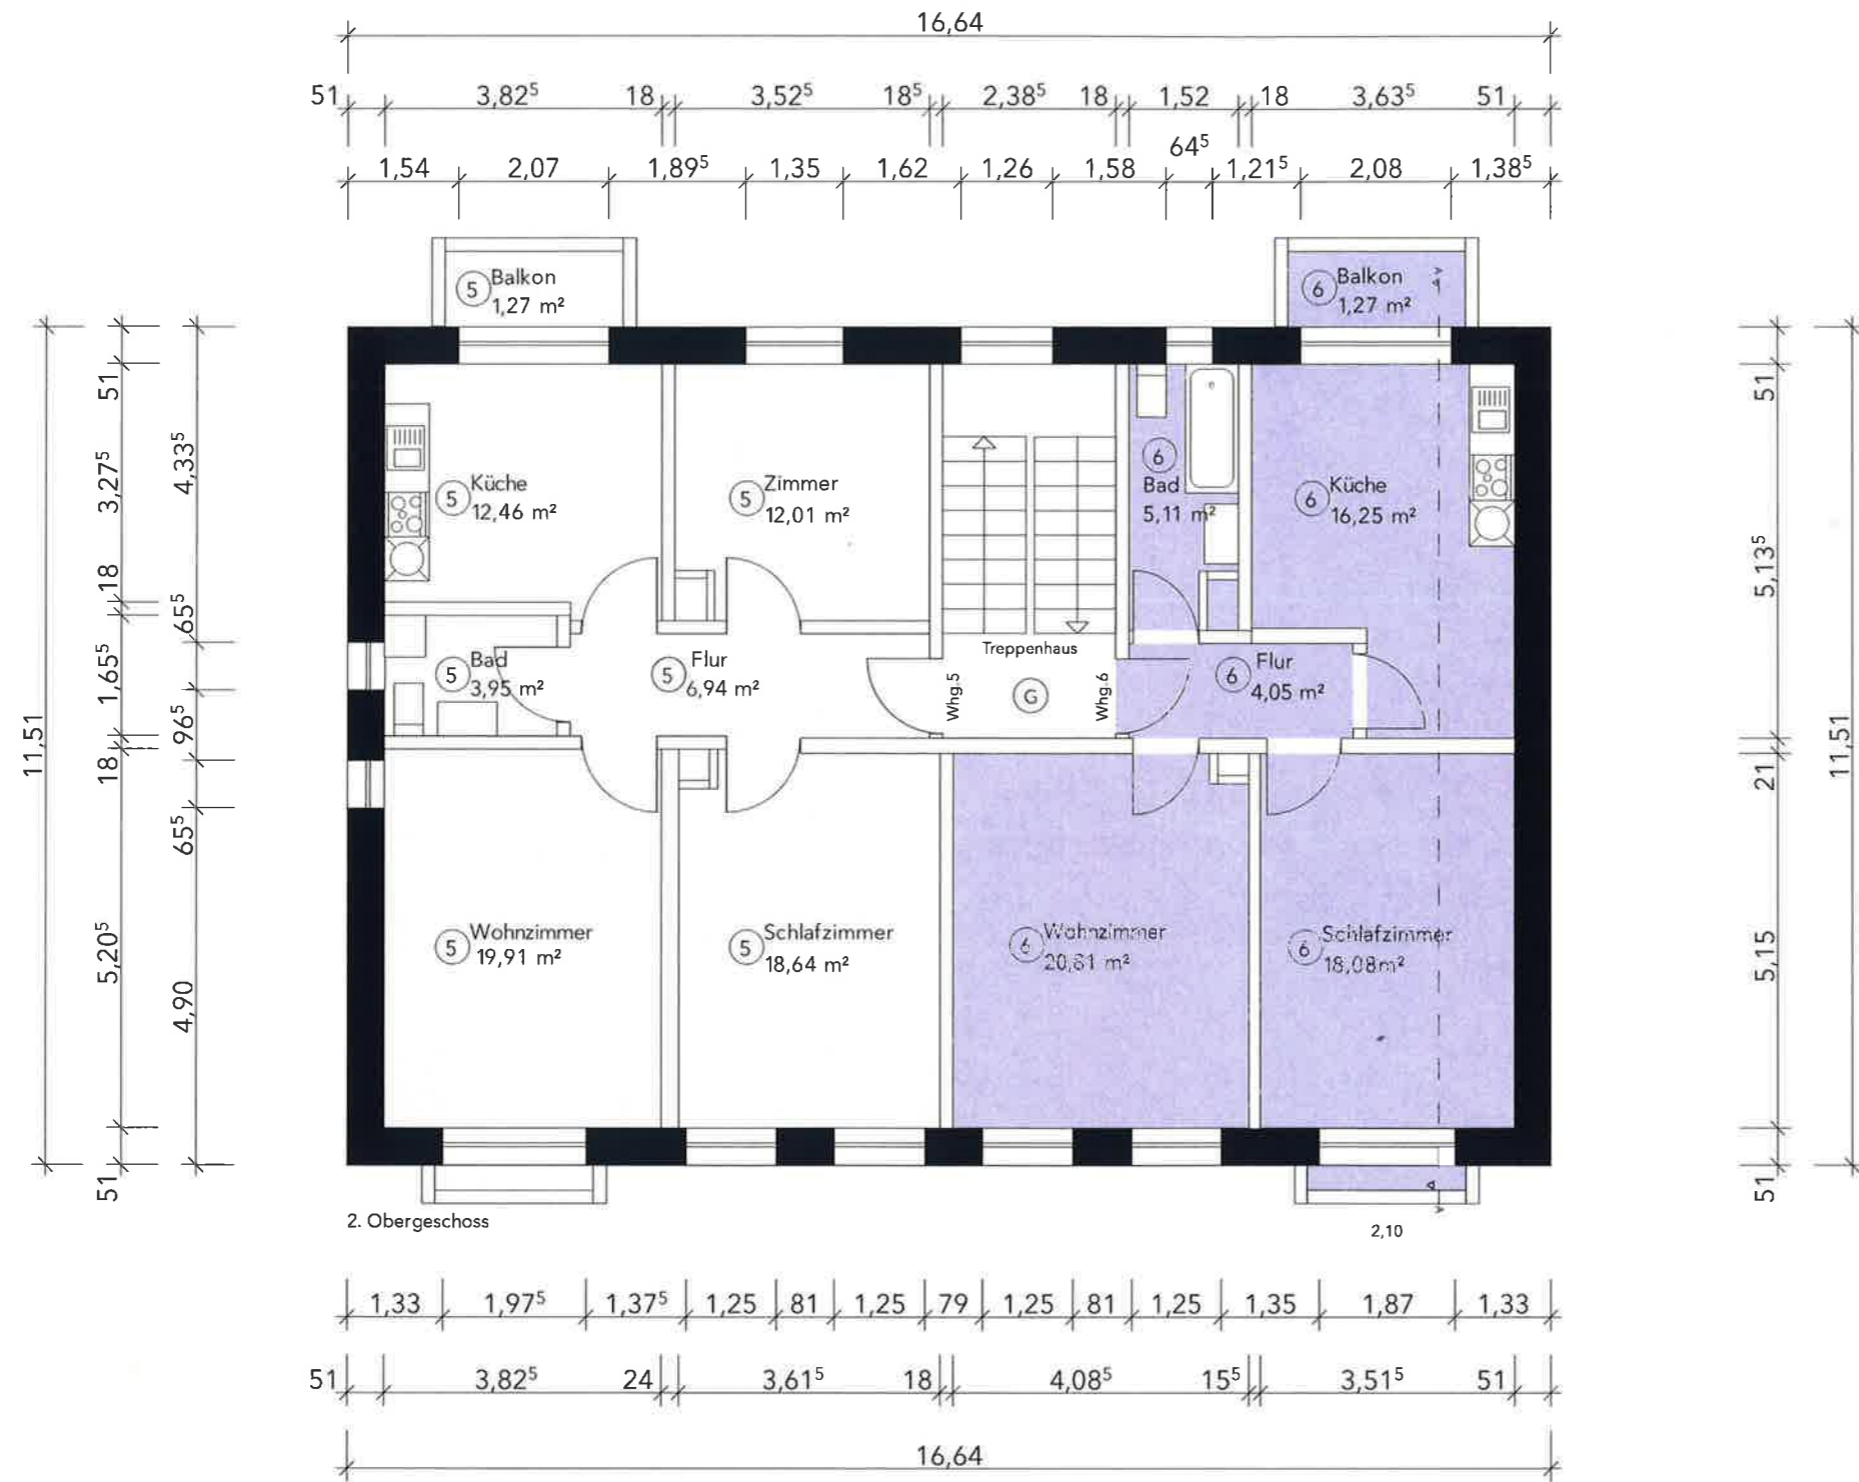 16,64
51 3,82⁵ 18 3,52⁵ 18⁵ 2,38⁵ 18 1,52 18 3,63⁵ 51
64⁵
1,54 2,07 1,89⁵ 1,35 1,62 1,26 1,58 1,21⁵ 2,08 1,38⁵
5 Balkon
1,27 m²
6 Balkon
1,27 m²
11,51
51 3,27⁵ 18 1,65⁵ 18 5,20⁵ 51
4,33⁵ 65⁵ 96⁵ 65⁵ 4,90
5 Küche
12,46 m²
5 Zimmer
12,01 m²
6
Bad
5,11 m²
6 Küche
16,25 m²
5 Bad
3,95 m²
5 Flur
6,94 m²
Treppenhaus
Whg.5
G
Whg.6
6 Flur
4,05 m²
5 Wohnzimmer
19,91 m²
5 Schlafzimmer
18,64 m²
6 Wohnzimmer
20,61 m²
6 Schlafzimmer
18,08m²
51 5,13⁵ 21 5,15 51
11,51
A
A
2. Obergeschoss
2,10
1,33 1,97⁵ 1,37⁵ 1,25 81 1,25 79 1,25 81 1,25 1,35 1,87 1,33
51 3,82⁵ 24 3,61⁵ 18 4,08⁵ 15⁵ 3,51⁵ 51
16,64